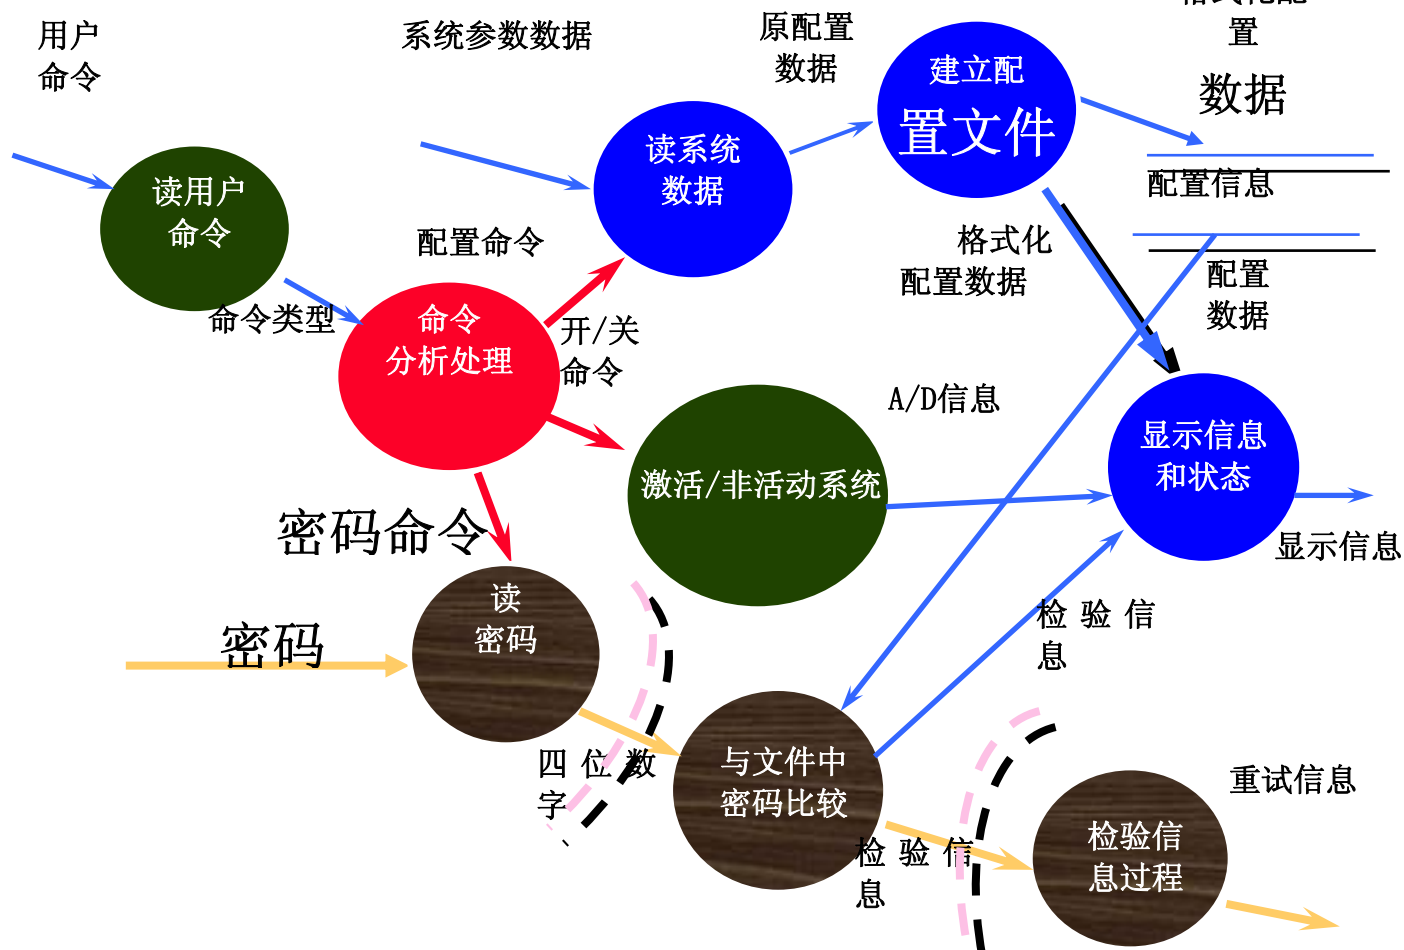 用户
命令
系统参数数据
原配置
数据
格式化配
置
数据
建立配
置文件
读系统
数据
读用户
命令
配置信息
配置命令
格式化
配置数据
配置
数据
命令类型
命令
分析处理
开/关
命令
A/D信息
显示信息
和状态
激活/非活动系统
密码命令
显示信息
读
密码
密码
检验信
息
四位数
字
与文件中
密码比较
重试信息
检验信
息
检验信
息过程